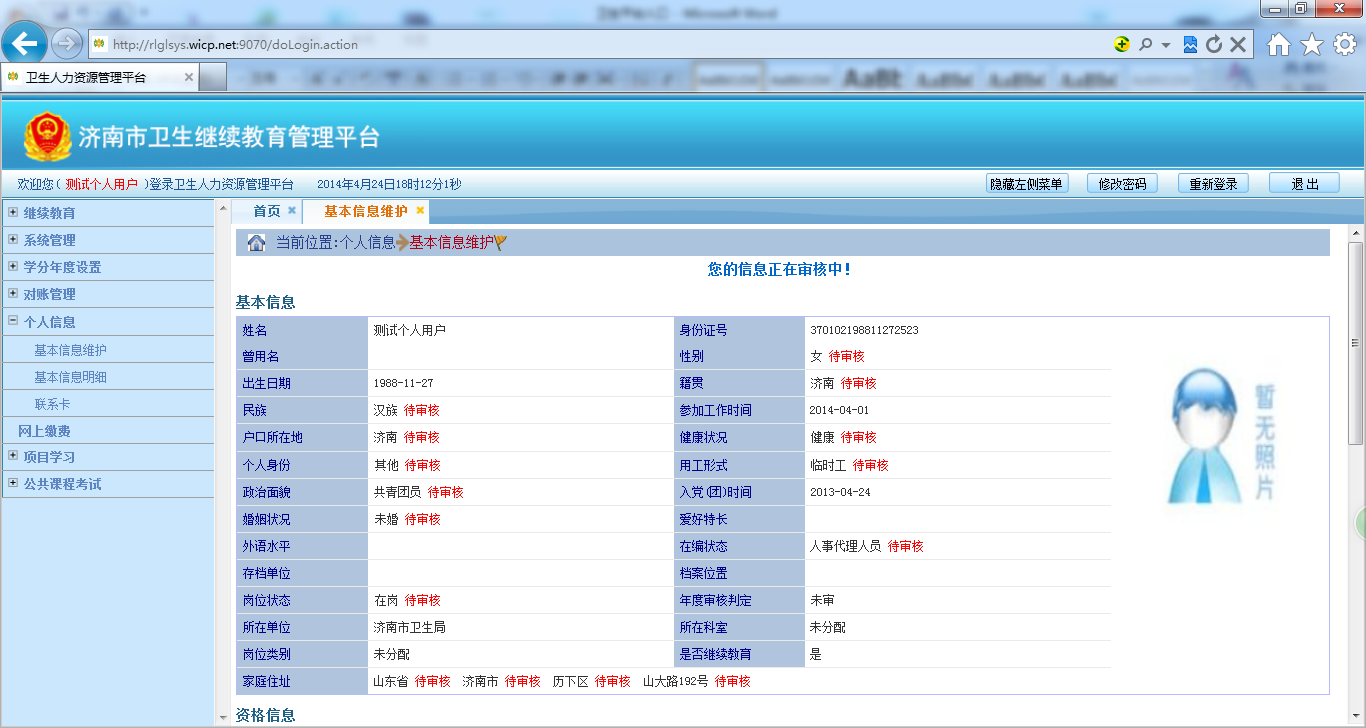 http://rlglsys.wicp.net:9070/doLogin.action
卫生人力资源管理平台
济南市卫生继续教育管理平台
欢迎您( 测试个人用户 )登录卫生人力资源管理平台 2014年4月24日18时12分1秒
隐藏左侧菜单 修改密码 重新登录 退 出
继续教育
系统管理
学分年度设置
对账管理
个人信息
基本信息维护
基本信息明细
联系卡
网上缴费
项目学习
公共课程考试
首页 基本信息维护
当前位置:个人信息 基本信息维护
您的信息正在审核中!
基本信息
姓名 测试个人用户 身份证号 370102198811272523
曾用名 性别 女 待审核
出生日期 1988-11-27 籍贯 济南 待审核
民族 汉族 待审核 参加工作时间 2014-04-01
户口所在地 济南 待审核 健康状况 健康 待审核
个人身份 其他 待审核 用工形式 临时工 待审核
政治面貌 共青团员 待审核 入党(团)时间 2013-04-24
婚姻状况 未婚 待审核 爱好特长
外语水平 在编状态 人事代理人员 待审核
存档单位 档案位置
岗位状态 在岗 待审核 年度审核判定 未审
所在单位 济南市卫生局 所在科室 未分配
岗位类别 未分配 是否继续教育 是
家庭住址 山东省 待审核 济南市 待审核 历下区 待审核 山大路192号 待审核
暂无照片
资格信息